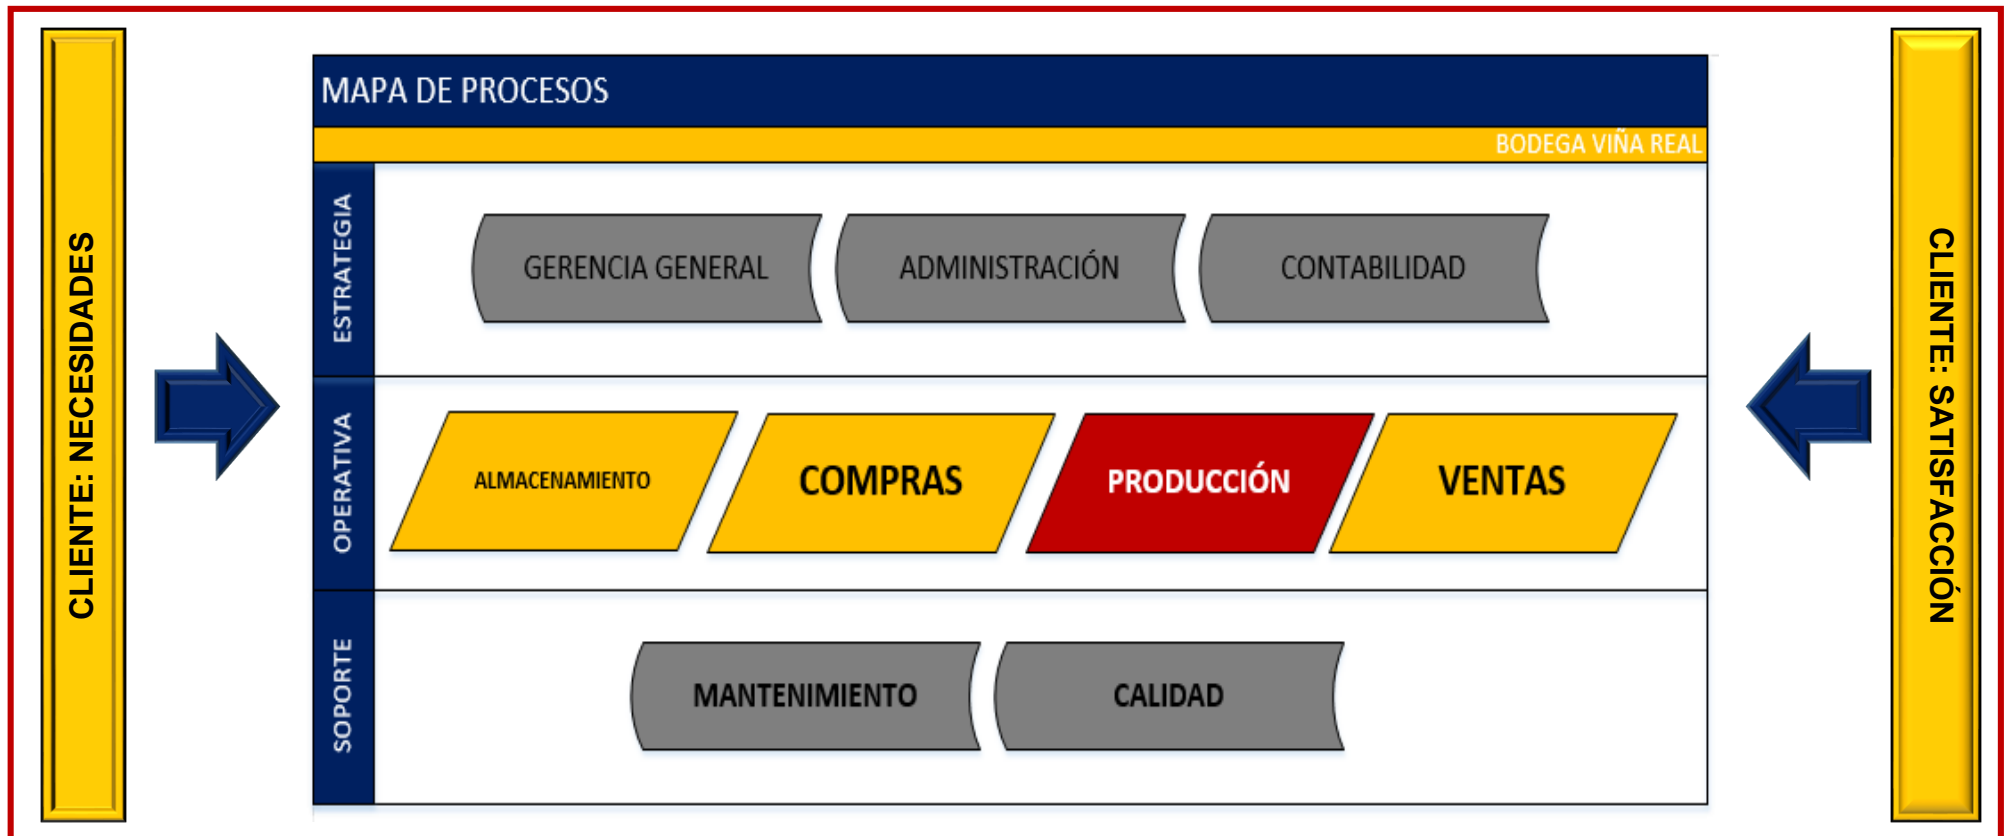 CLIENTE: NECESIDADES
MAPA DE PROCESOS
BODEGA VIÑA REAL
ESTRATEGIA
GERENCIA GENERAL
ADMINISTRACIÓN
CONTABILIDAD
OPERATIVA
ALMACENAMIENTO
COMPRAS
PRODUCCIÓN
VENTAS
SOPORTE
MANTENIMIENTO
CALIDAD
CLIENTE: SATISFACCIÓN